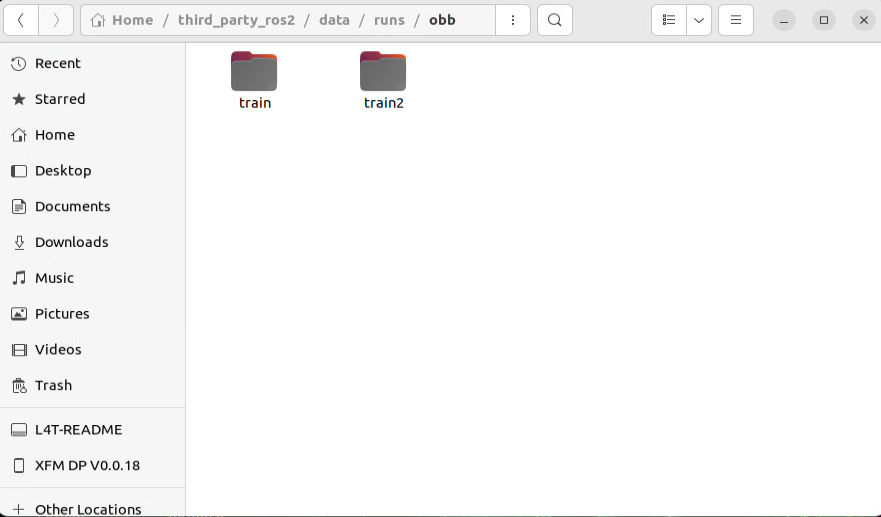 Home / third_party_ros2 / data / runs / obb
Recent
Starred
Home
Desktop
Documents
Downloads
Music
Pictures
Videos
Trash
L4T-README
XFM DP V0.0.18
Other Locations
train
train2